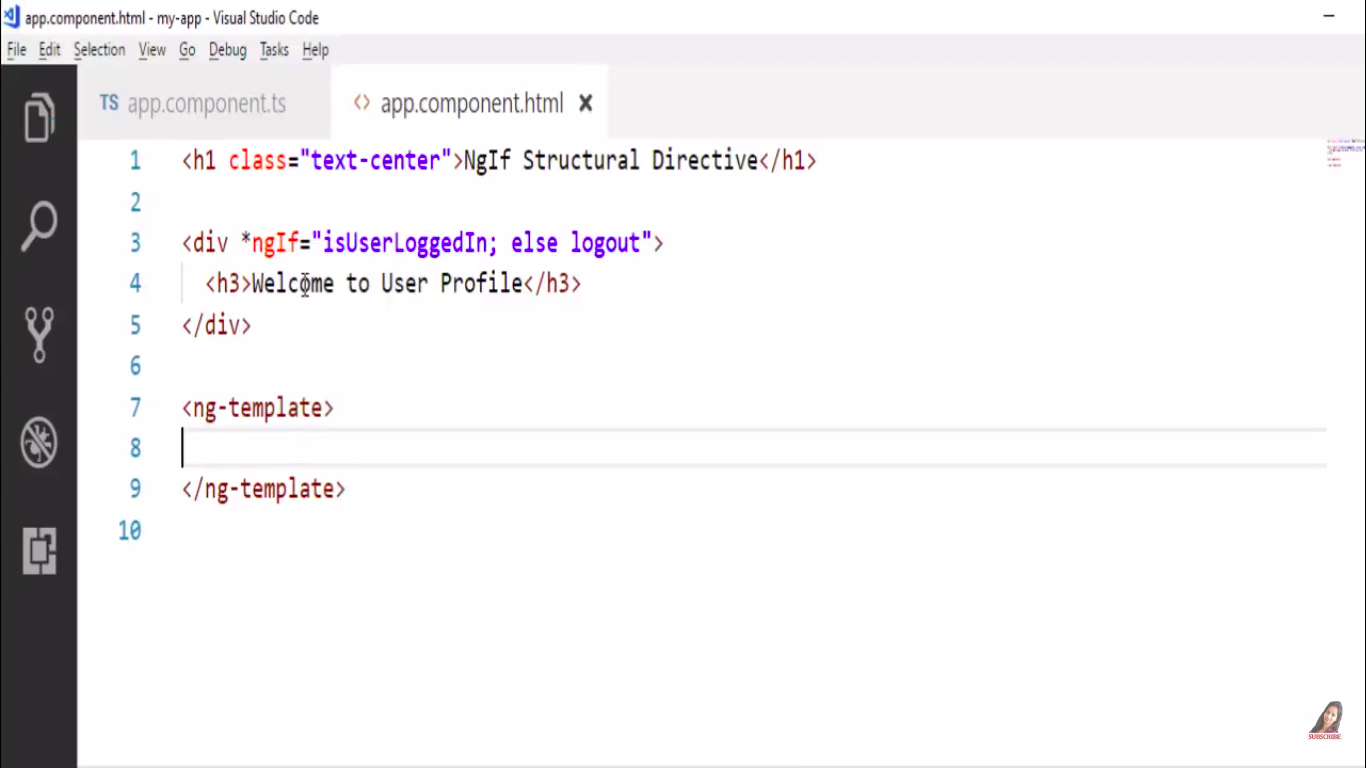 app.component.html - my-app - Visual Studio Code
File Edit Selection View Go Debug Tasks Help
TS app.component.ts <> app.component.html
1 <h1 class="text-center">NgIf Structural Directive</h1>
2
3 <div *ngIf="isUserLoggedIn; else logout">
4 <h3>Welcome to User Profile</h3>
5 </div>
6
7 <ng-template>
8
9 </ng-template>
10
SUBSCRIBE